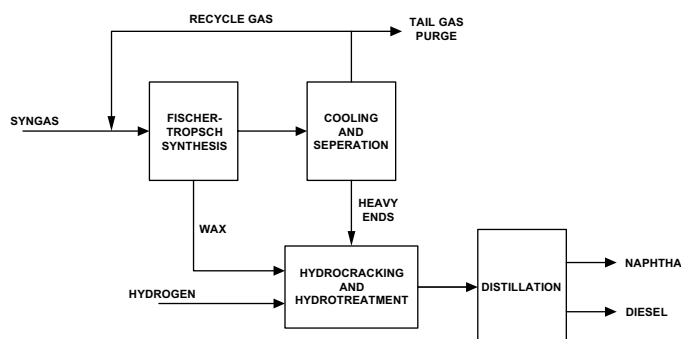 RECYCLE GAS
TAIL GAS
PURGE
SYNGAS
FISCHER-
TROPSCH
SYNTHESIS
COOLING
AND
SEPERATION
WAX
HEAVY
ENDS
HYDROGEN
HYDROCRACKING
AND
HYDROTREATMENT
DISTILLATION
NAPHTHA
DIESEL